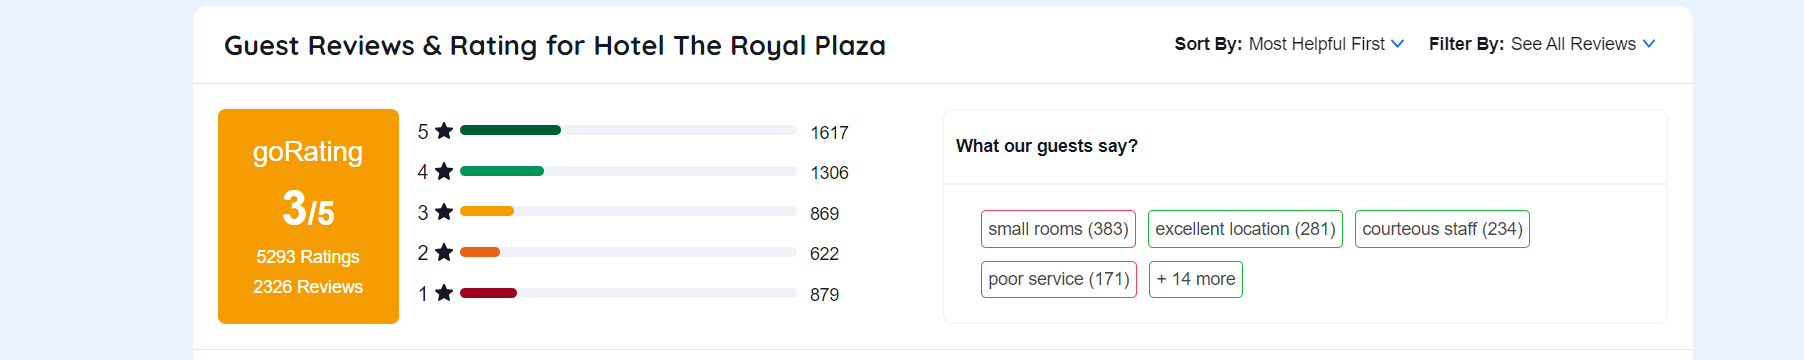 Guest Reviews & Rating for Hotel The Royal Plaza
Sort By: Most Helpful First
Filter By: See All Reviews
goRating
3/5
5293 Ratings
2326 Reviews
5 1617
4 1306
3 869
2 622
1 879
What our guests say?
small rooms (383) excellent location (281) courteous staff (234)
poor service (171) + 14 more